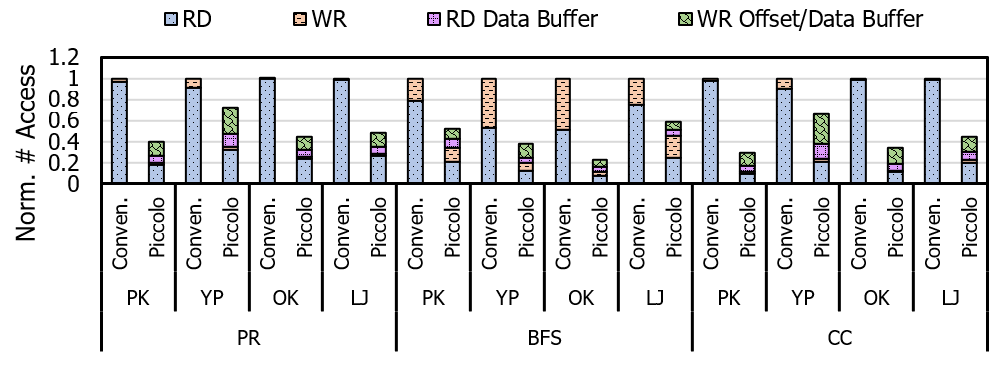 RD WR RD Data Buffer WR Offset/Data Buffer
Norm. # Access
1.2
1
0.8
0.6
0.4
0.2
0
Conven. Piccolo Conven. Piccolo Conven. Piccolo Conven. Piccolo Conven. Piccolo Conven. Piccolo Conven. Piccolo Conven. Piccolo Conven. Piccolo Conven. Piccolo Conven. Piccolo Conven. Piccolo
PK YP OK LJ PK YP OK LJ PK YP OK LJ
PR BFS CC